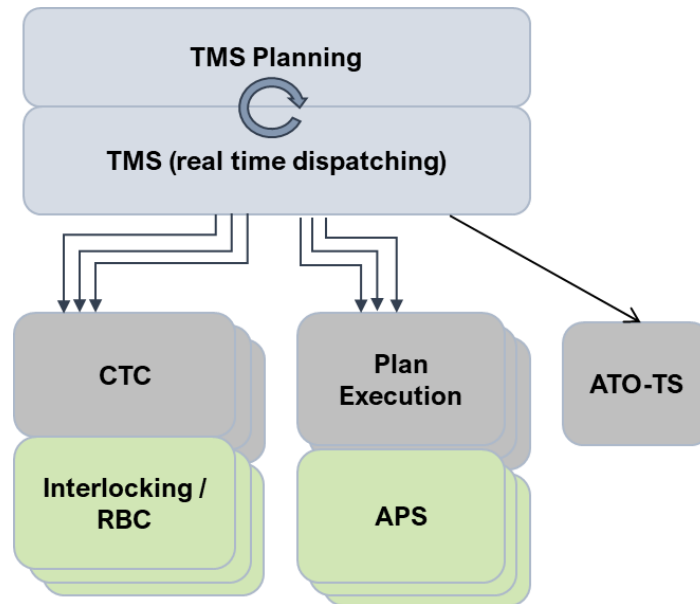 TMS Planning
TMS (real time dispatching)
CTC
Plan
Execution
ATO-TS
Interlocking /
RBC
APS